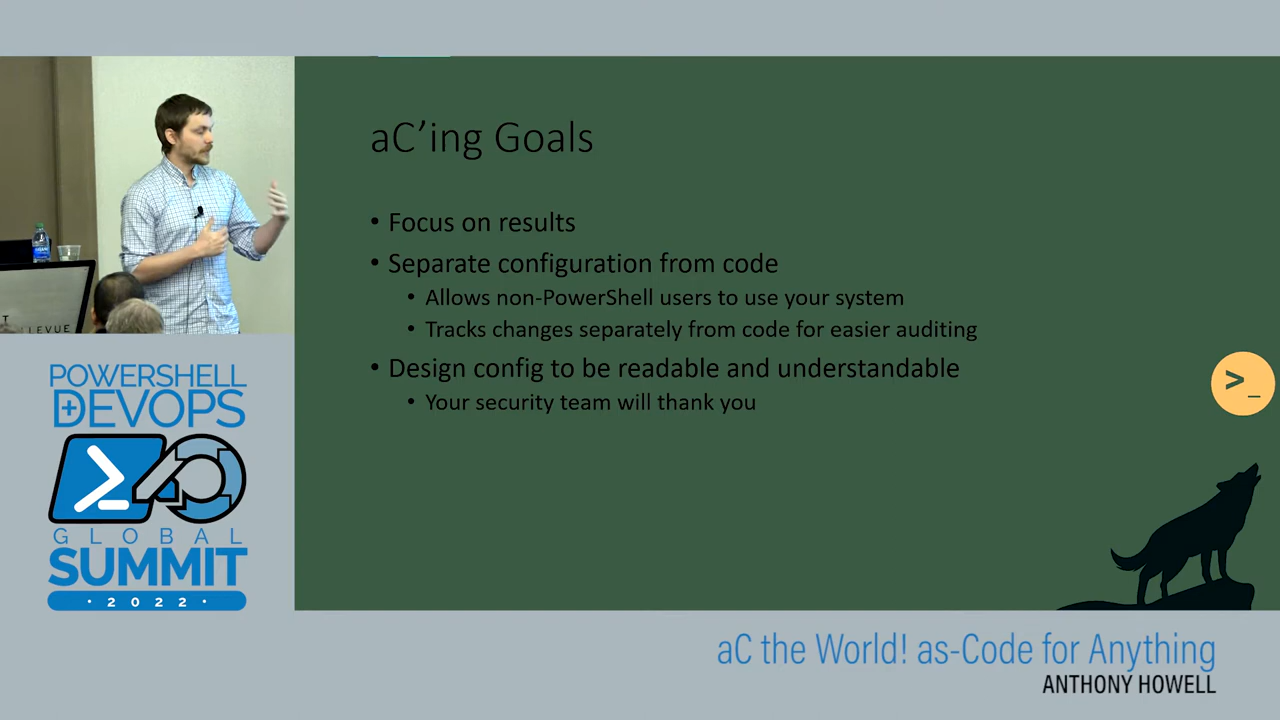 aC’ing Goals
• Focus on results
• Separate configuration from code
• Allows non-PowerShell users to use your system
• Tracks changes separately from code for easier auditing
• Design config to be readable and understandable
• Your security team will thank you
>_
LLEVUE
POWERSHELL
+ DEVOPS
GLOBAL
SUMMIT
· 2022 ·
aC the World! as-Code for Anything
ANTHONY HOWELL